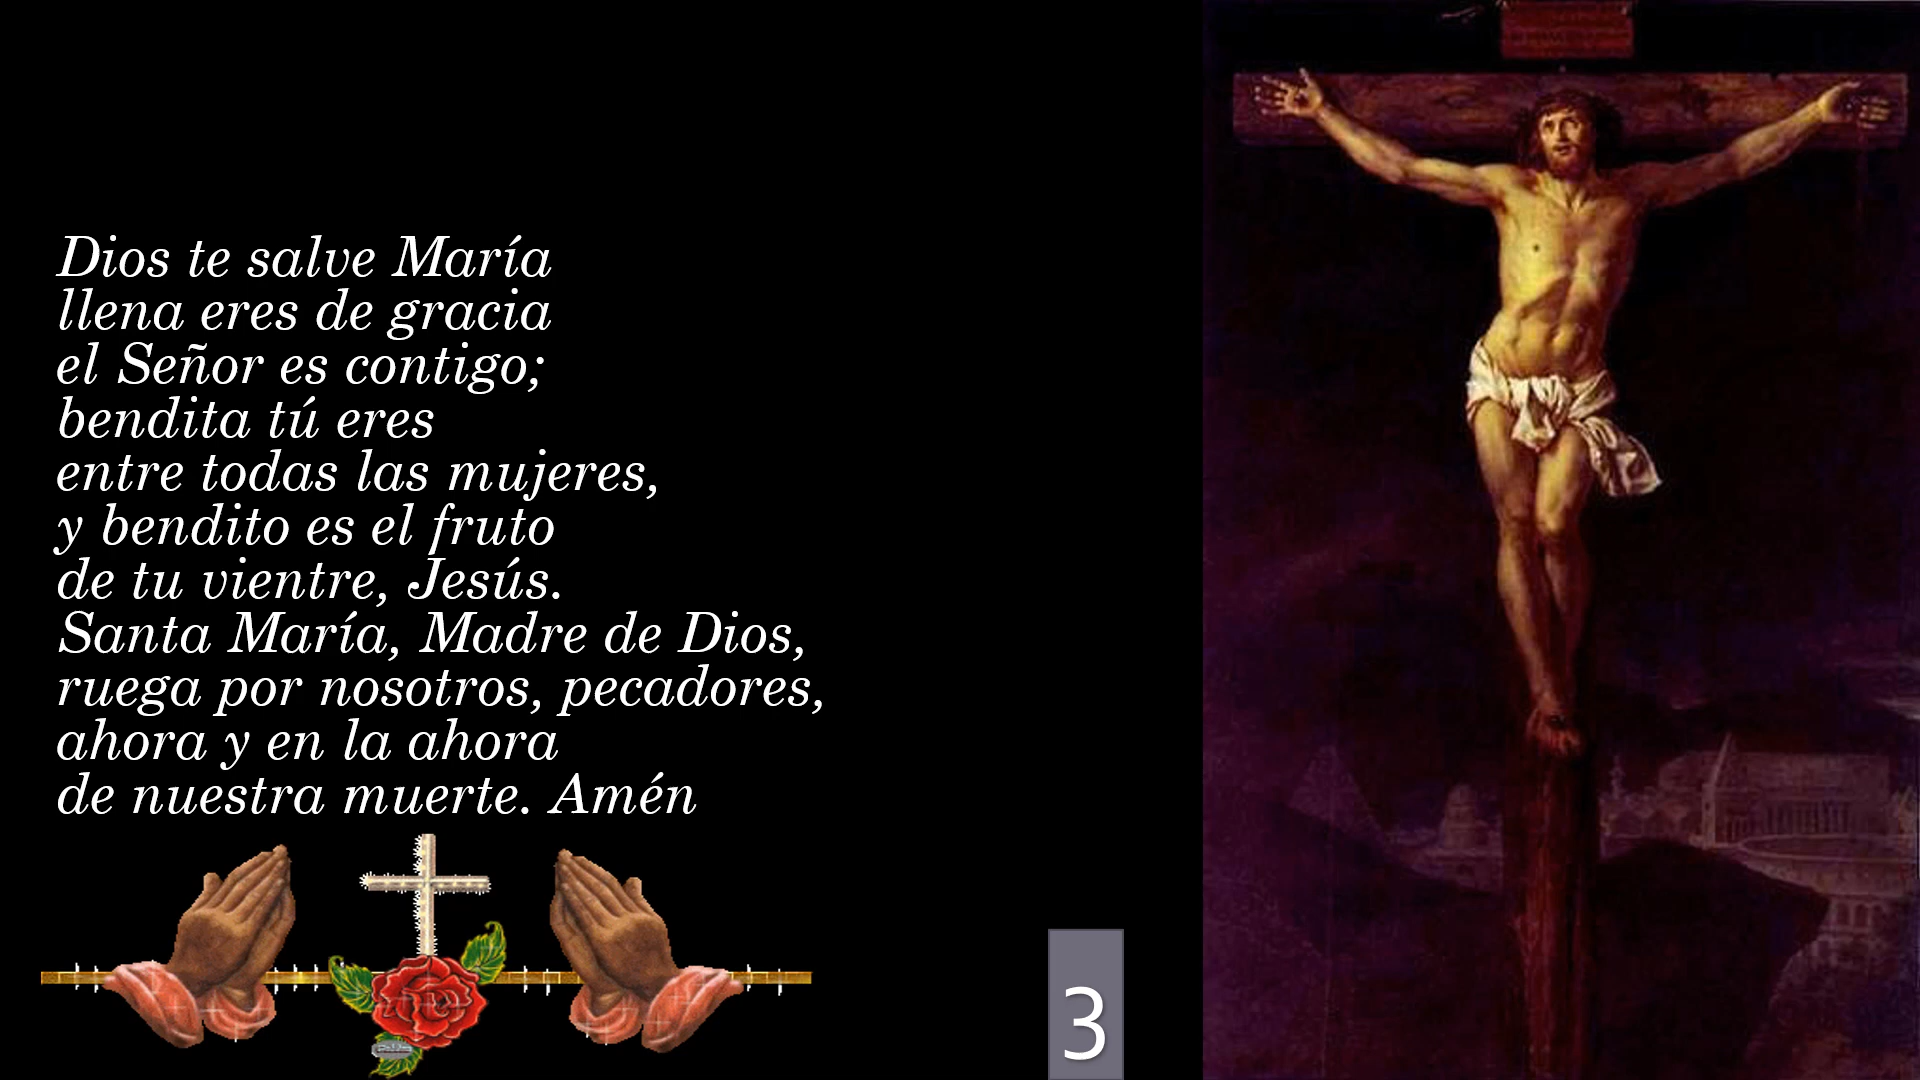 Dios te salve María
llena eres de gracia
el Señor es contigo;
bendita tú eres
entre todas las mujeres,
y bendito es el fruto
de tu vientre, Jesús.
Santa María, Madre de Dios,
ruega por nosotros, pecadores,
ahora y en la ahora
de nuestra muerte. Amén
3